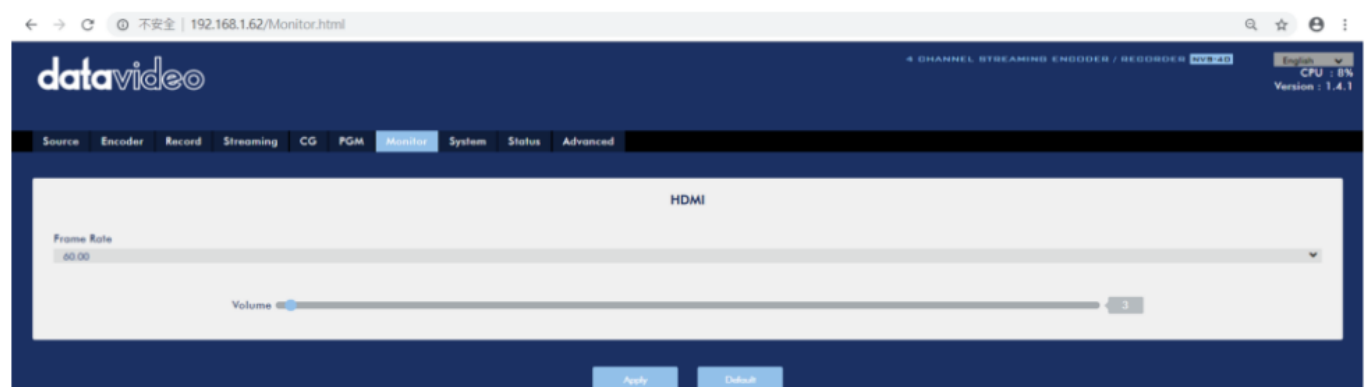 不安全 | 192.168.1.62/Monitor.html
datavideo
4 CHANNEL STREAMING ENCODER / RECORDER NVS-40
English
CPU : 8%
Version : 1.4.1
Source Encoder Record Streaming CG PGM Monitor System Status Advanced
HDMI
Frame Rate
60.00
Volume 3
Apply Default